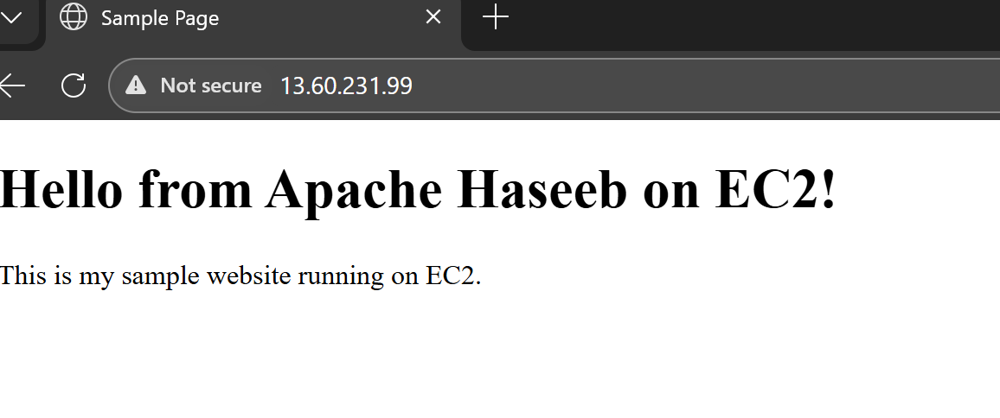 Sample Page
Not secure 13.60.231.99
Hello from Apache Haseeb on EC2!
This is my sample website running on EC2.